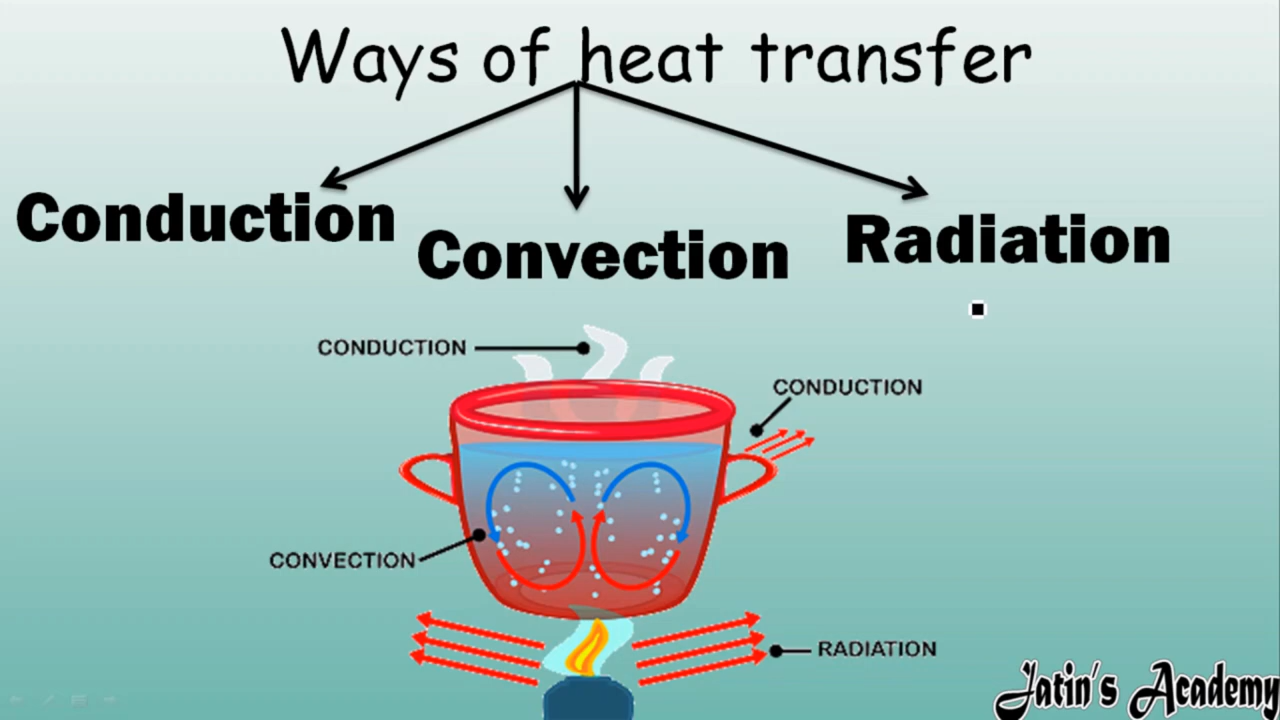 Ways of heat transfer
Conduction
Convection
Radiation
CONDUCTION
CONDUCTION
CONVECTION
RADIATION
Jatin's Academy